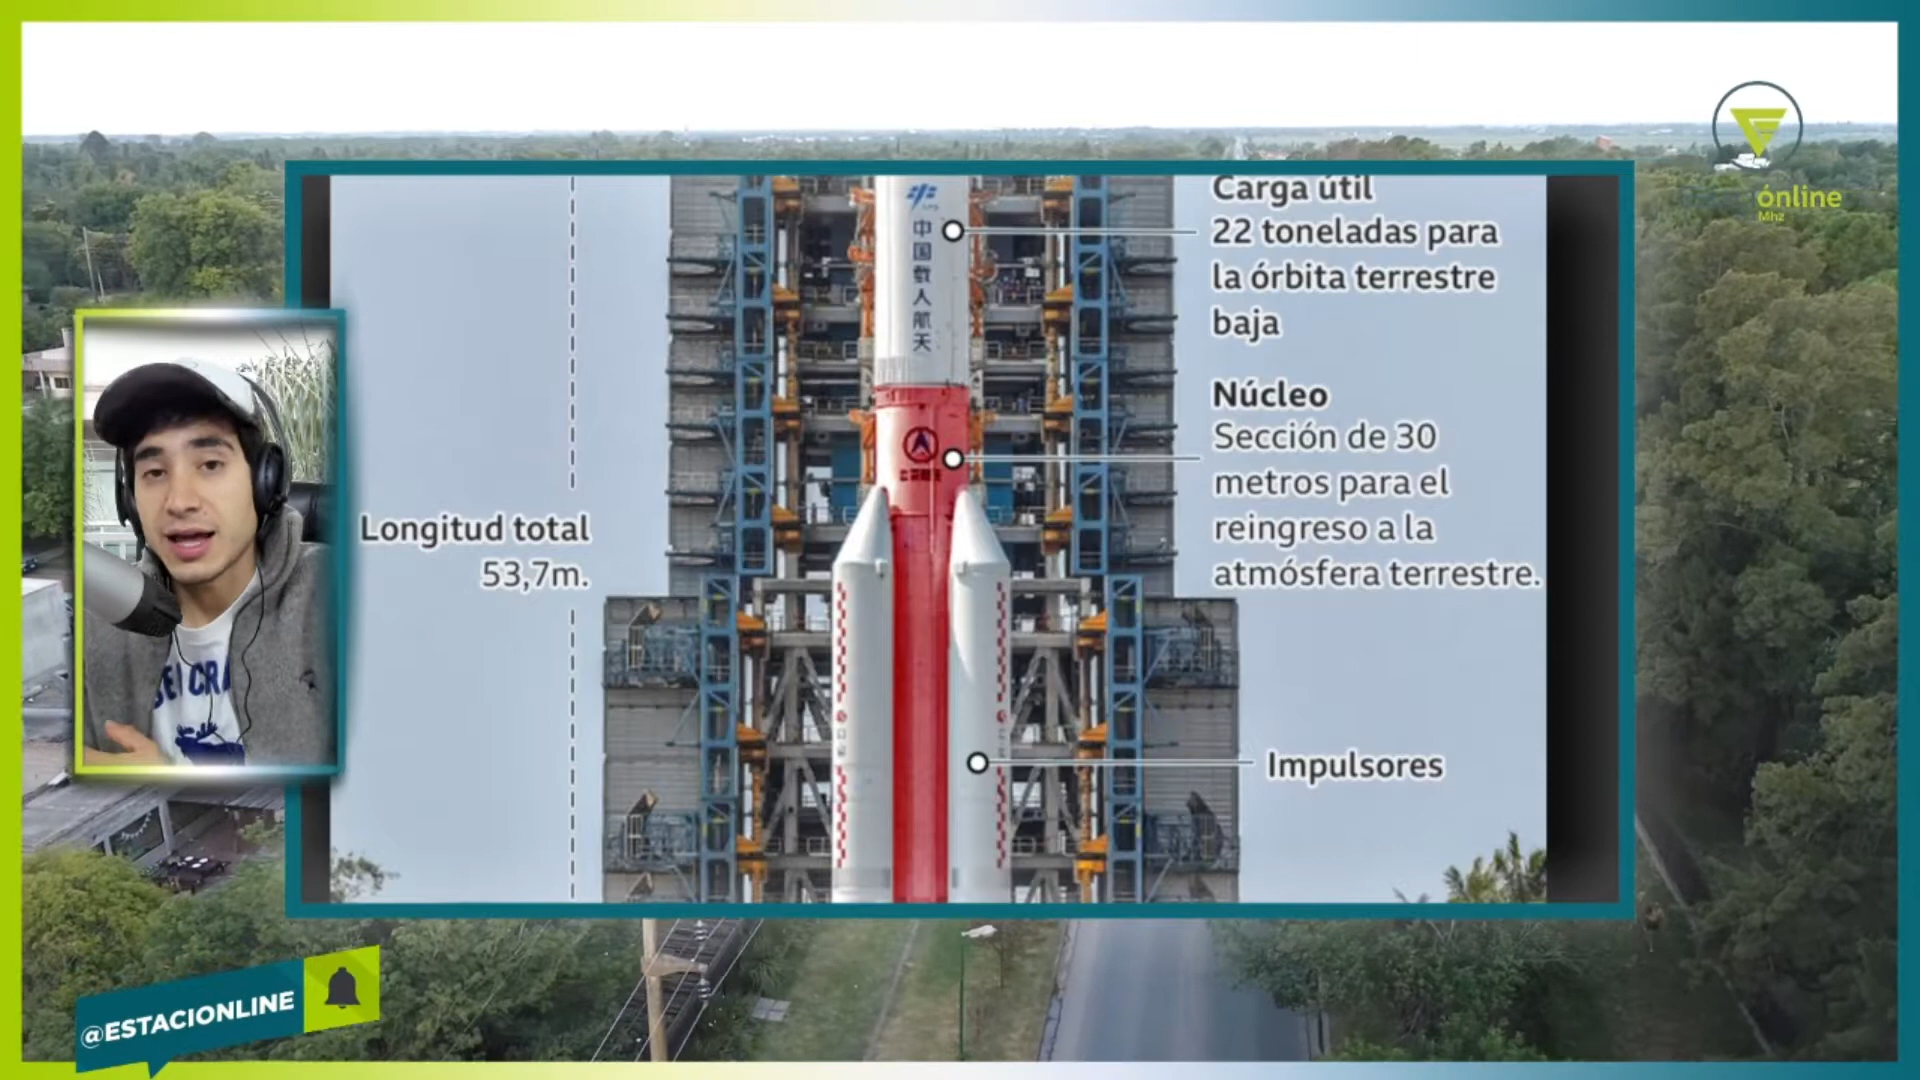 Carga útil
22 toneladas para
la órbita terrestre
baja
ónline
Mhz
中国载人航天
Núcleo
Sección de 30
metros para el
reingreso a la
atmósfera terrestre.
Longitud total
53,7m.
Impulsores
@ESTACIONLINE